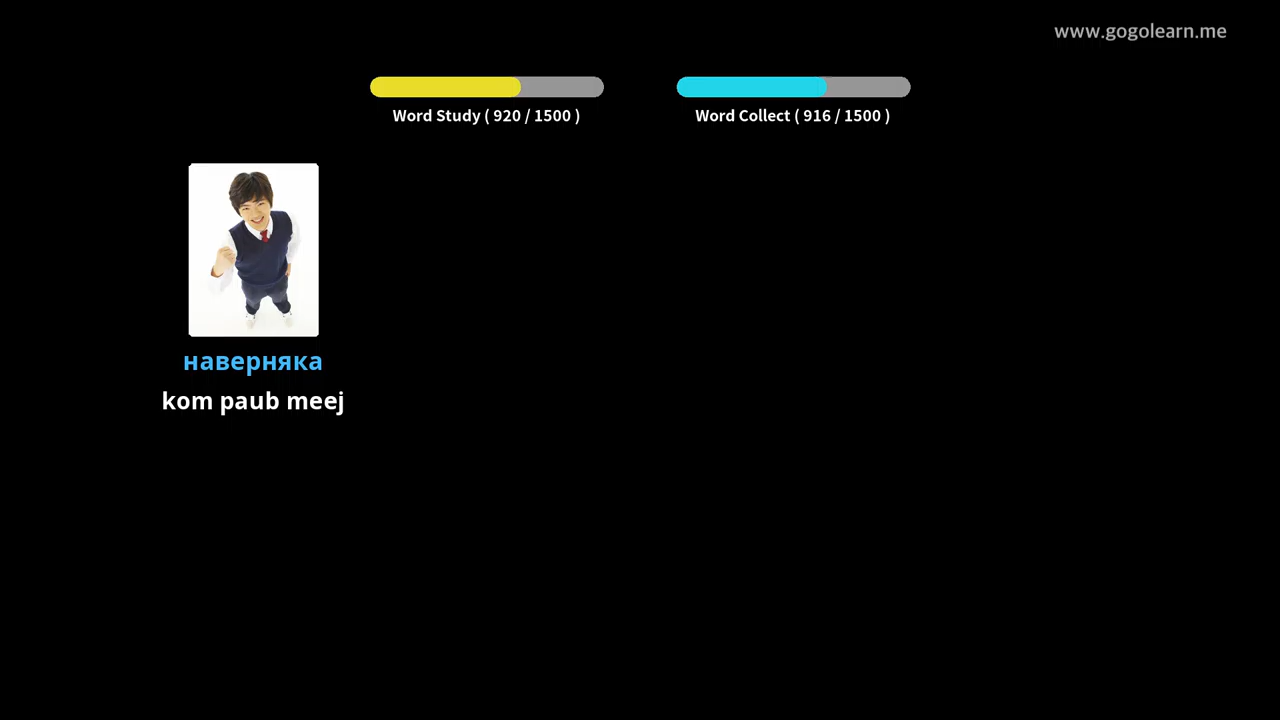 www.gogolearn.me
Word Study ( 920 / 1500 )
Word Collect ( 916 / 1500 )
наверняка
kom paub meej